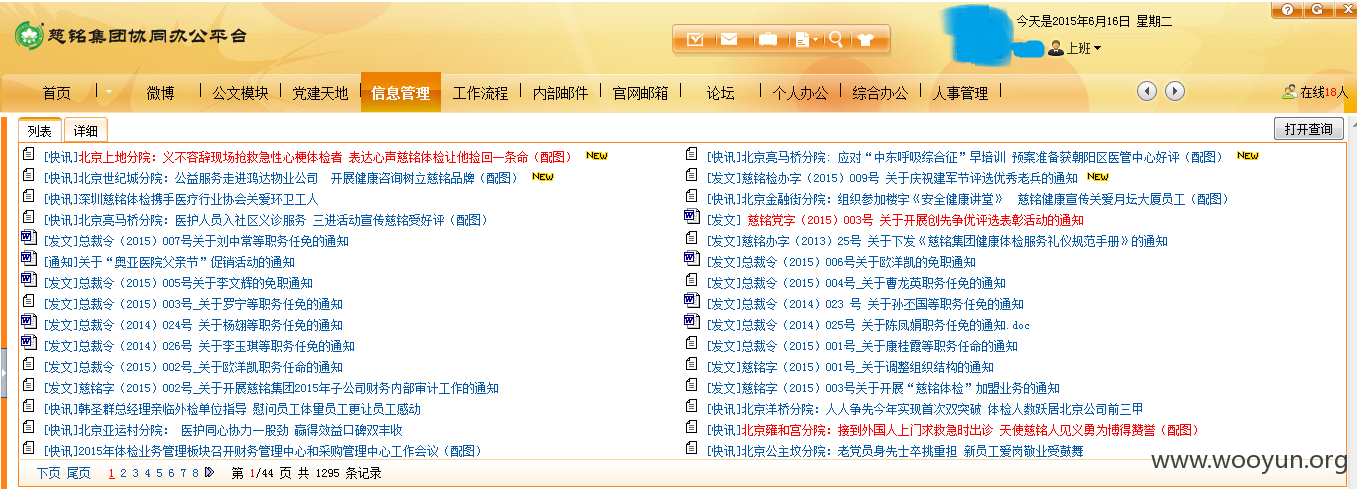 慈铭集团协同办公平台
今天是2015年6月16日 星期二
上班
首页 微博 公文模块 党建天地 信息管理 工作流程 内部邮件 官网邮箱 论坛 个人办公 综合办公 人事管理 在线18人
列表 详细 打开查询
[快讯]北京上地分院：义不容辞现场抢救急性心梗体检者 表达心声慈铭体检让他捡回一条命（配图） NEW
[快讯]北京亮马桥分院: 应对“中东呼吸综合征”早培训 预案准备获朝阳区医管中心好评（配图） NEW
[快讯]北京世纪城分院：公益服务走进鸿达物业公司 开展健康咨询树立慈铭品牌（配图） NEW
[发文]慈铭检办字（2015）009号 关于庆祝建军节评选优秀老兵的通知 NEW
[快讯]深圳慈铭体检携手医疗行业协会关爱环卫工人
[快讯]北京金融街分院：组织参加楼宇《安全健康讲堂》 慈铭健康宣传关爱月坛大厦员工（配图）
[快讯]北京亮马桥分院：医护人员入社区义诊服务 三进活动宣传慈铭受好评（配图）
[发文] 慈铭党字（2015）003号 关于开展创先争优评选表彰活动的通知
[发文]总裁令（2015）007号关于刘中常等职务任免的通知
[发文]慈铭办字（2013）25号 关于下发《慈铭集团健康体检服务礼仪规范手册》的通知
[通知]关于“奥亚医院父亲节”促销活动的通知
[发文]总裁令（2015）006号关于欧洋凯的免职通知
[发文]总裁令（2015）005号关于李文辉的免职通知
[发文]总裁令（2015）004号_关于曹龙英职务任免的通知
[发文]总裁令（2015）003号_关于罗宁等职务任免的通知
[发文]总裁令（2014）023 号 关于孙丕国等职务任免的通知
[发文]总裁令（2014）024号 关于杨翃等职务任免的通知
[发文]总裁令（2014）025号 关于陈凤娟职务任免的通知.doc
[发文]总裁令（2014）026号 关于李玉琪等职务任免的通知
[发文]总裁令（2015）001号_关于康桂霞等职务任命的通知
[发文]总裁令（2015）002号_关于欧洋凯职务任命的通知
[发文]慈铭字（2015）001号_关于调整组织结构的通知
[发文]慈铭字（2015）002号_关于开展慈铭集团2015年子公司财务内部审计工作的通知
[发文]慈铭字（2015）003号关于开展“慈铭体检”加盟业务的通知
[快讯]韩圣群总经理亲临外检单位指导 慰问员工体量员工更让员工感动
[快讯]北京洋桥分院：人人争先今年实现首次双突破 体检人数跃居北京公司前三甲
[快讯]北京亚运村分院： 医护同心协力一股劲 赢得效益口碑双丰收
[快讯]北京雍和宫分院：接到外国人上门求救急时出诊 天使慈铭人见义勇为博得赞誉（配图）
[快讯]2015年体检业务管理板块召开财务管理中心和采购管理中心工作会议（配图）
[快讯]北京公主坟分院：老党员身先士卒挑重担 新员工爱岗敬业受鼓舞
下页 尾页 1 2 3 4 5 6 7 8 第 1/44 页 共 1295 条记录
www.wooyun.org